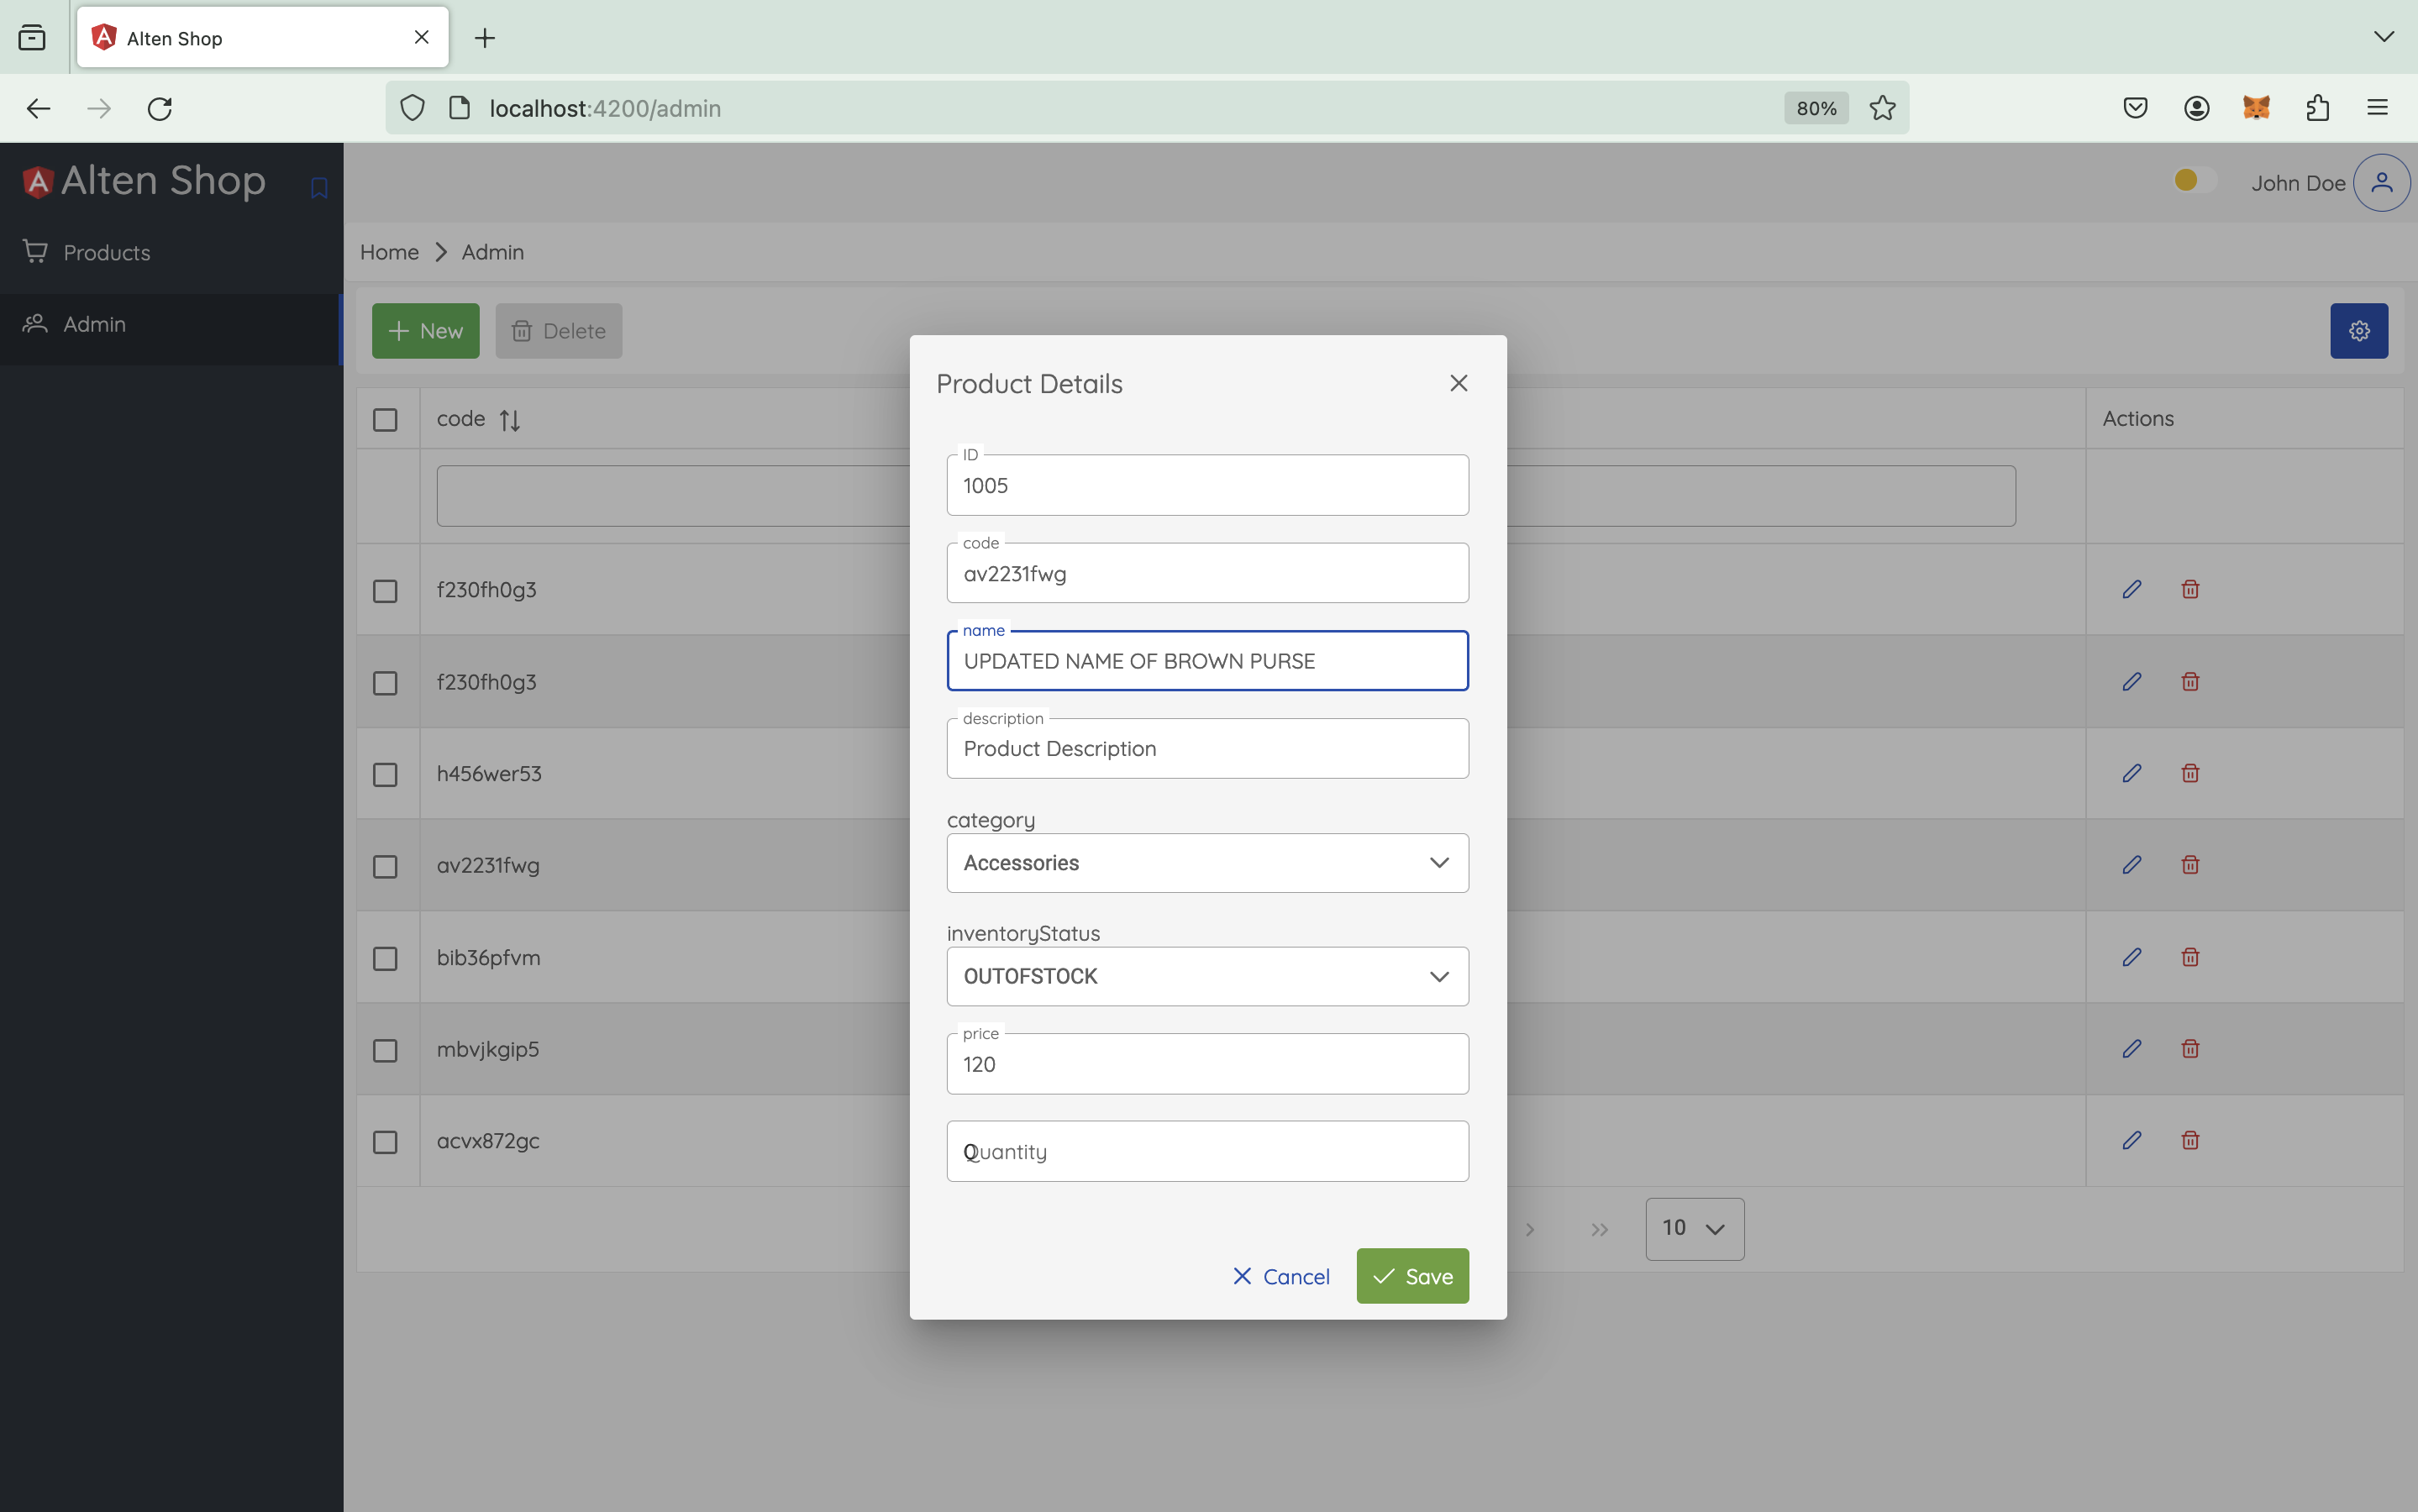 Alten Shop
localhost:4200/admin
80%
Alten Shop
John Doe
Products
Home
Admin
Admin
New
Delete
Product Details
code
Actions
ID
1005
code
av2231fwg
f230fh0g3
name
UPDATED NAME OF BROWN PURSE
f230fh0g3
description
Product Description
h456wer53
category
Accessories
av2231fwg
inventoryStatus
OUTOFSTOCK
bib36pfvm
price
120
mbvjkgip5
0
Quantity
acvx872gc
10
Cancel
Save